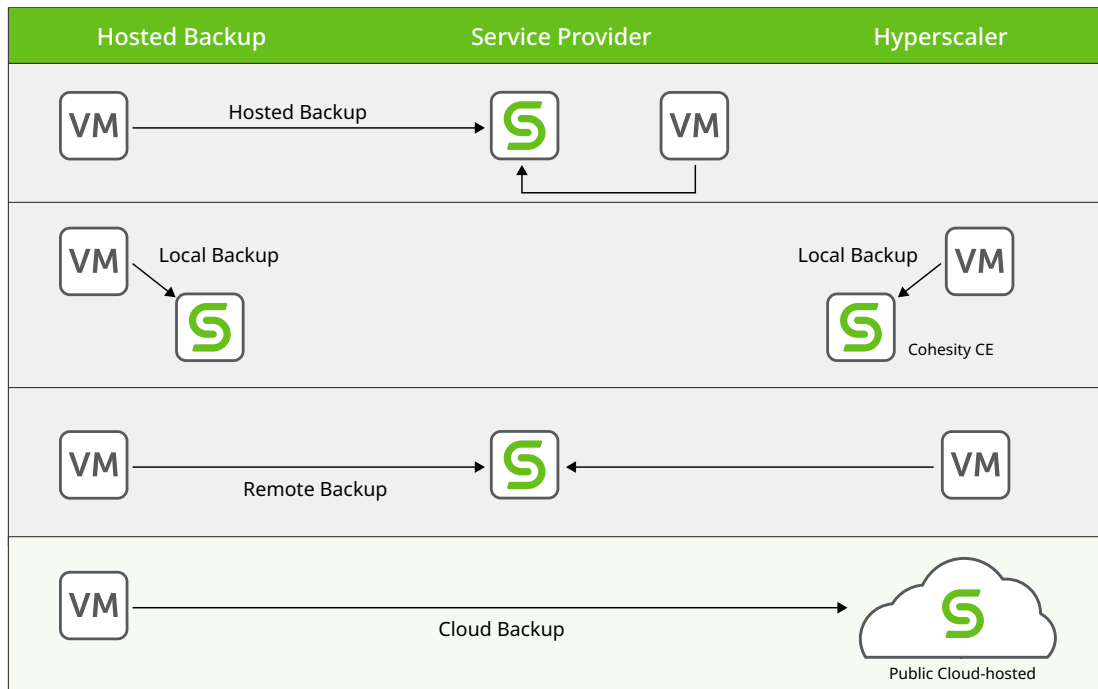 Hosted Backup
Service Provider
Hyperscaler
VM
Hosted Backup
VM
VM
Local Backup
Local Backup
VM
Cohesity CE
VM
Remote Backup
VM
VM
Cloud Backup
Public Cloud-hosted